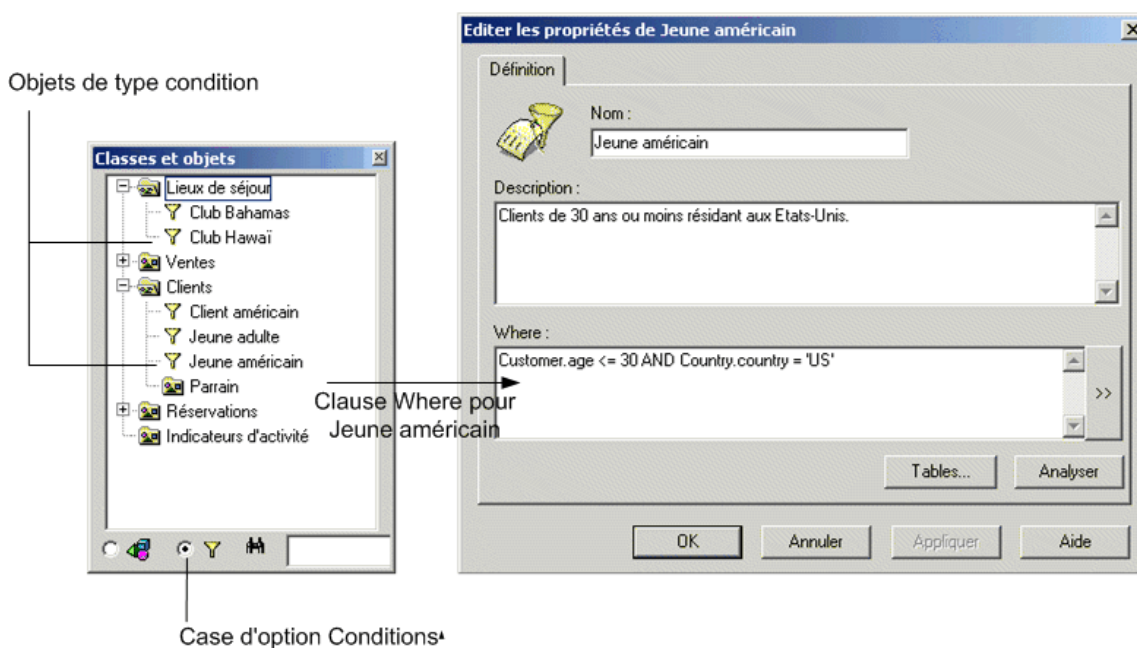 Objets de type condition
Classes et objets
Lieux de séjour
Club Bahamas
Club Hawaï
Ventes
Clients
Client américain
Jeune adulte
Jeune américain
Parrain
Réservations
Indicateurs d'activité
Case d'option Conditions
Clause Where pour
Jeune américain
Editer les propriétés de Jeune américain
Définition
Nom :
Jeune américain
Description :
Clients de 30 ans ou moins résidant aux Etats-Unis.
Where :
Customer.age <= 30 AND Country.country = 'US'
>>
Tables...
Analyser
OK
Annuler
Appliquer
Aide